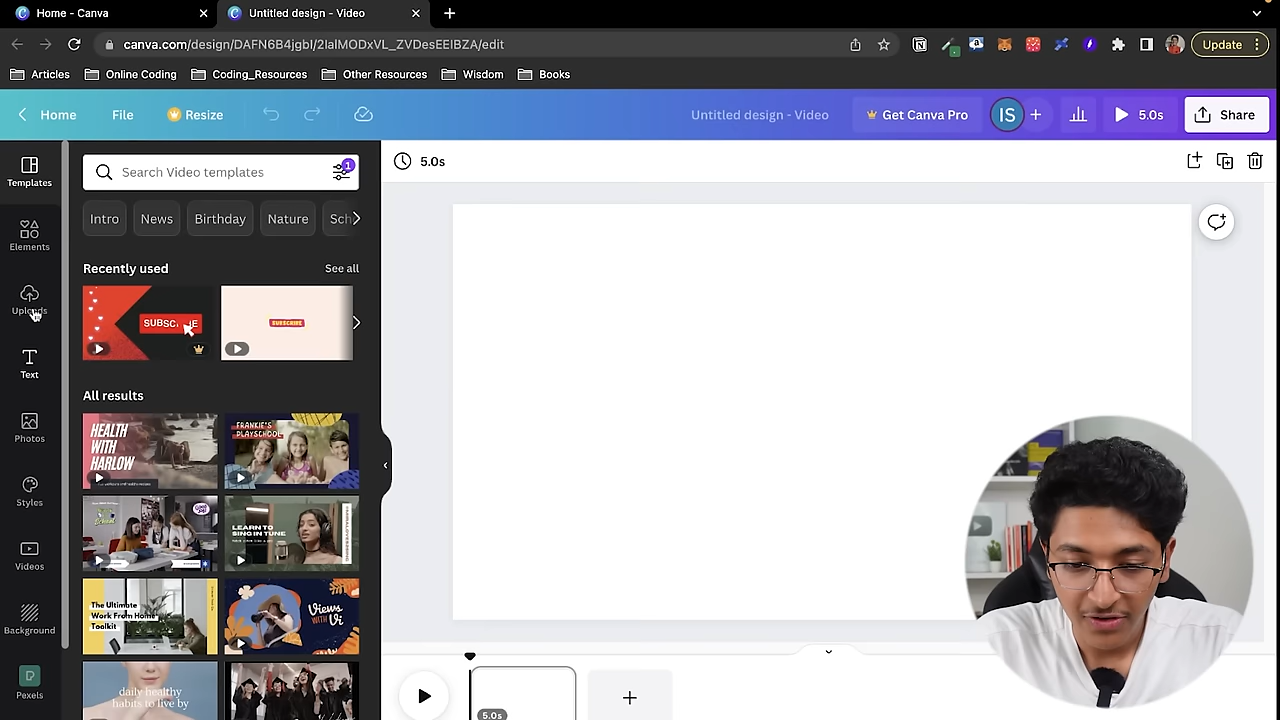 Home - Canva
Untitled design - Video
canva.com/design/DAFN6B4jgbI/2lalMODxVL_ZVDesEEIBZA/edit
Update
Articles
Online Coding
Coding_Resources
Other Resources
Wisdom
Books
Home
File
Resize
Untitled design - Video
Get Canva Pro
IS
5.0s
Share
Templates
Elements
Uploads
Text
Photos
Styles
Videos
Background
Pexels
Search Video templates
1
Intro
News
Birthday
Nature
Sch
Recently used
See all
SUBSC
E
SUBSCRIBE
All results
HEALTH
WITH
HARLOW
FRANKIE'S
PLAYSCHOOL
LEARN TO
SING IN TUNE
The Ultimate
Work From Home
Toolkit
Views
with Vi
daily healthy
habits to live by
5.0s
5.0s